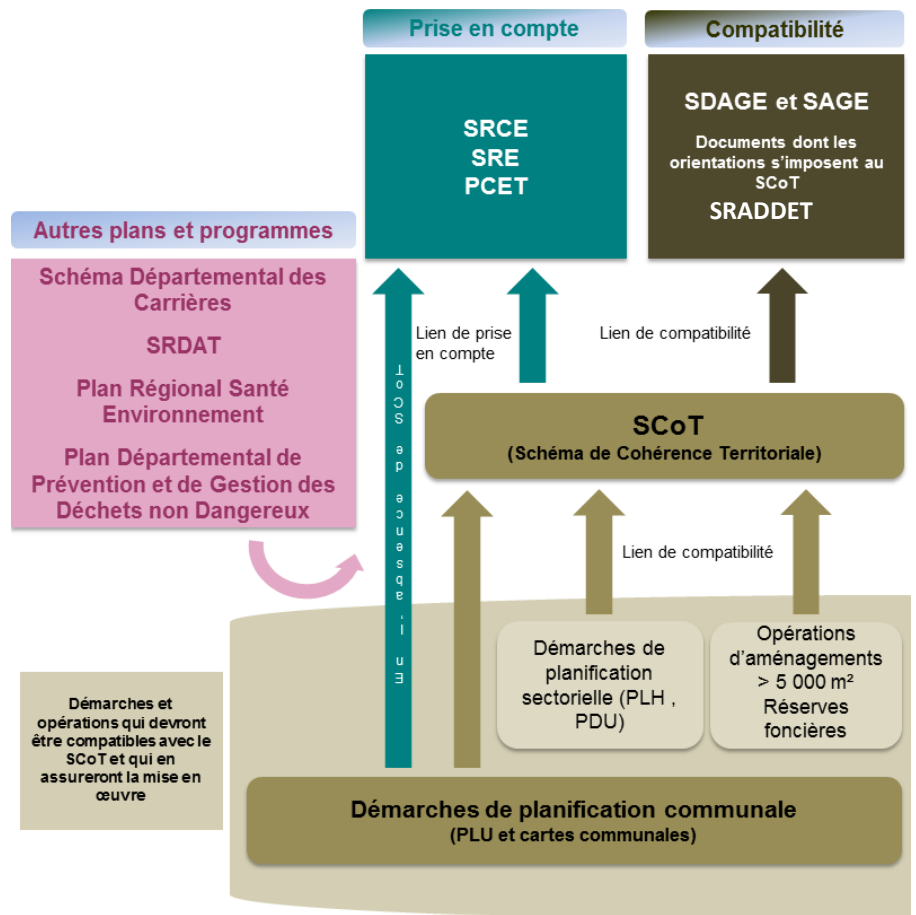 Prise en compte
Compatibilité
SRCE
SRE
PCET
SDAGE et SAGE
Documents dont les
orientations s'imposent au
SCoT
SRADDET
Autres plans et programmes
Schéma Départemental des
Carrières
SRDAT
Plan Régional Santé
Environnement
Plan Départemental de
Prévention et de Gestion des
Déchets non Dangereux
Lien de prise
en compte
Lien de compatibilité
En l'absence de SCoT
SCoT
(Schéma de Cohérence Territoriale)
Lien de compatibilité
Démarches de
planification
sectorielle (PLH ,
PDU)
Opérations
d'aménagements
> 5 000 m²
Réserves
foncières
Démarches et
opérations qui devront
être compatibles avec le
SCoT et qui en
assureront la mise en
œuvre
Démarches de planification communale
(PLU et cartes communales)